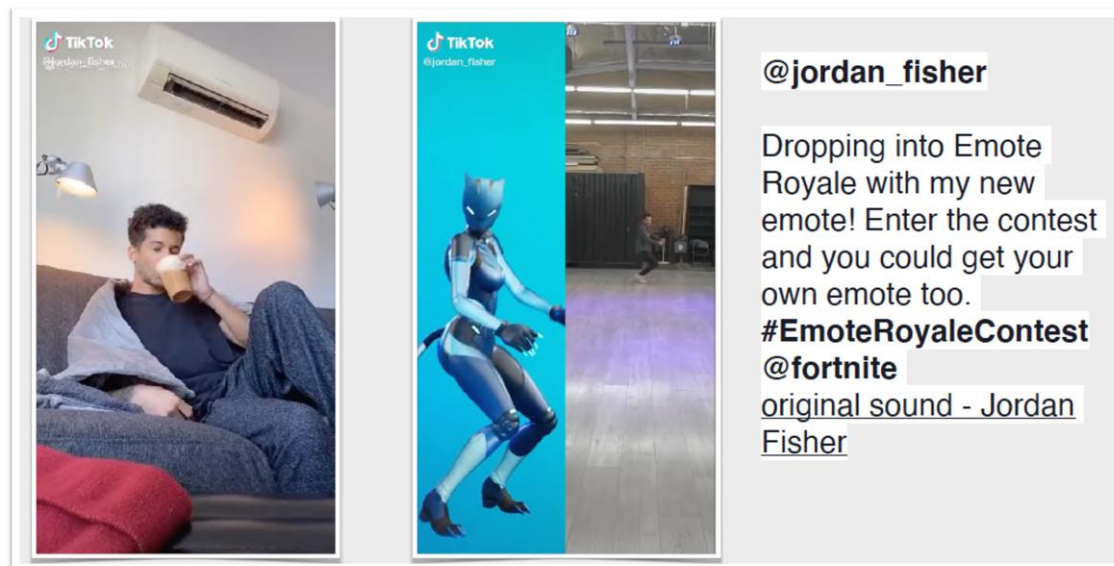 TikTok
@jordan_fisher
TikTok
@jordan_fisher
@jordan_fisher
Dropping into Emote
Royale with my new
emote! Enter the contest
and you could get your
own emote too.
#EmoteRoyaleContest
@fortnite
original sound - Jordan
Fisher